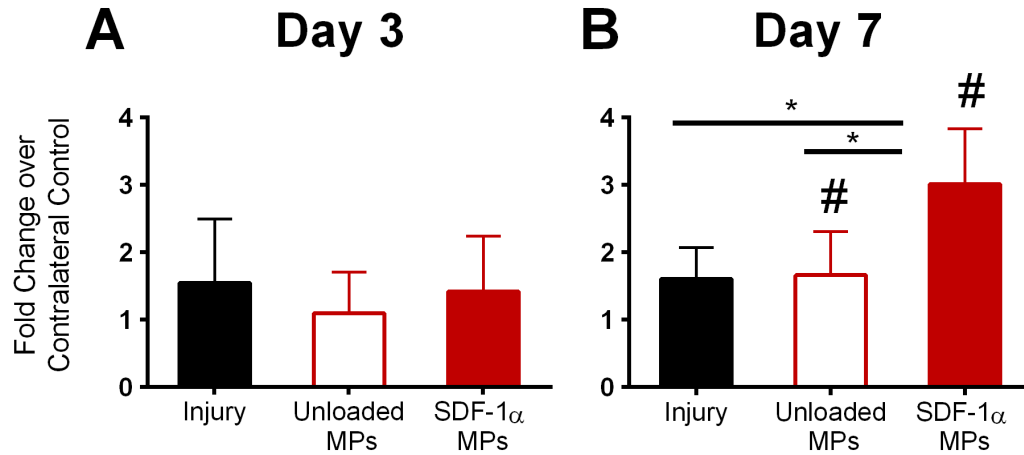 A
Day 3
Fold Change over
Contralateral Control
4
3
2
1
0
Injury
Unloaded
MPs
SDF-1α
MPs
B
Day 7
4
3
2
1
0
*
*
#
#
Injury
Unloaded
MPs
SDF-1α
MPs